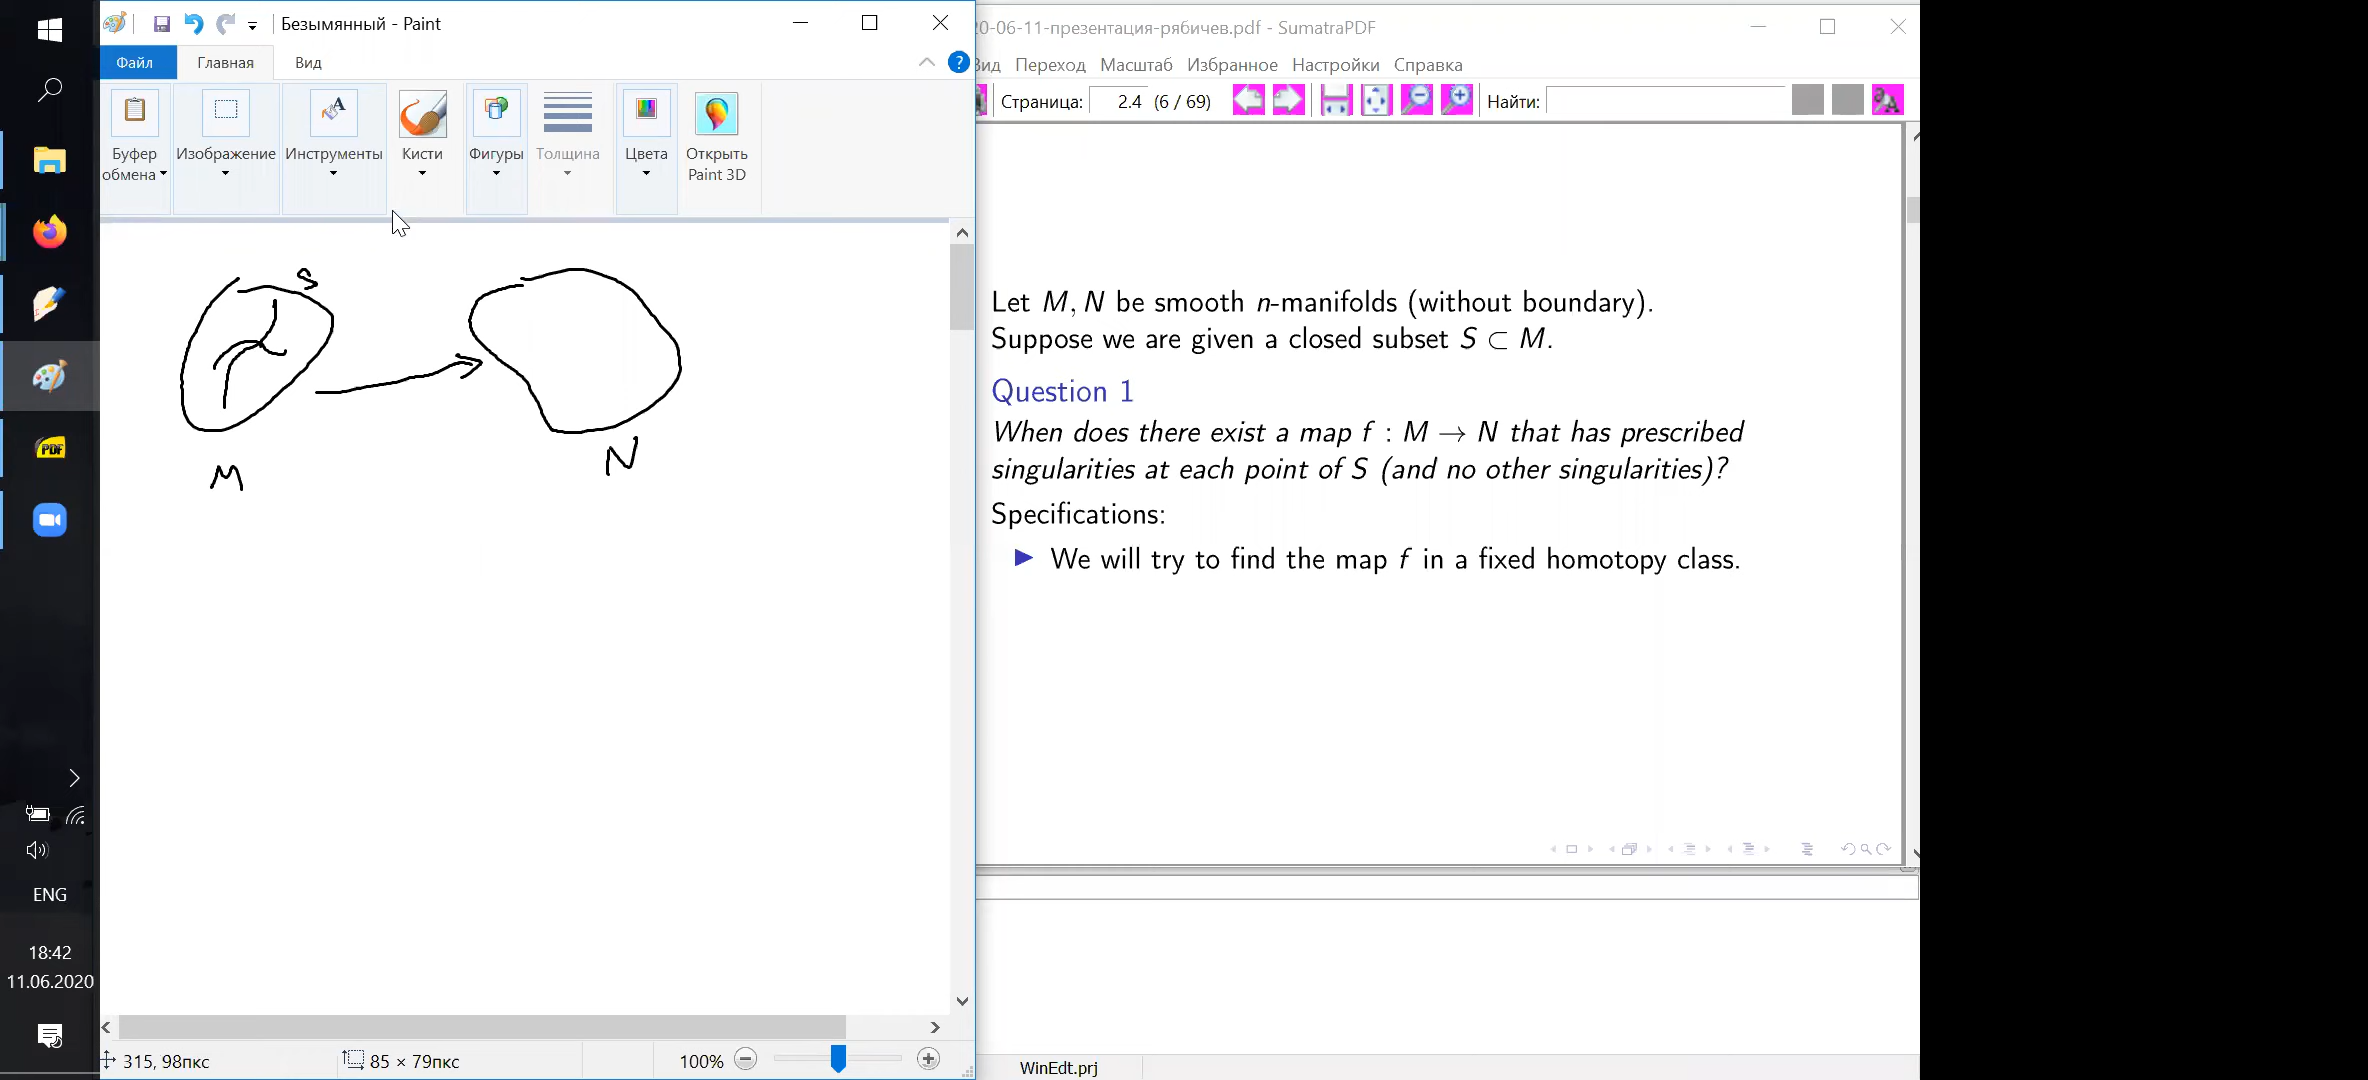 Безымянный - Paint
Файл
Главная
Вид
Буфер обмена
Изображение
Инструменты
Кисти
Фигуры
Толщина
Цвета
Открыть Paint 3D
S
M
N
315, 98пкс
85 × 79пкс
100%
PDF
ENG
18:42
11.06.2020
0-06-11-презентация-рябичев.pdf - SumatraPDF
Вид Переход Масштаб Избранное Настройки Справка
Страница: 2.4 (6 / 69) Найти:
Let M, N be smooth n-manifolds (without boundary).
Suppose we are given a closed subset S ⊂ M.
Question 1
When does there exist a map f : M → N that has prescribed
singularities at each point of S (and no other singularities)?
Specifications:
▶ We will try to find the map f in a fixed homotopy class.
WinEdt.prj